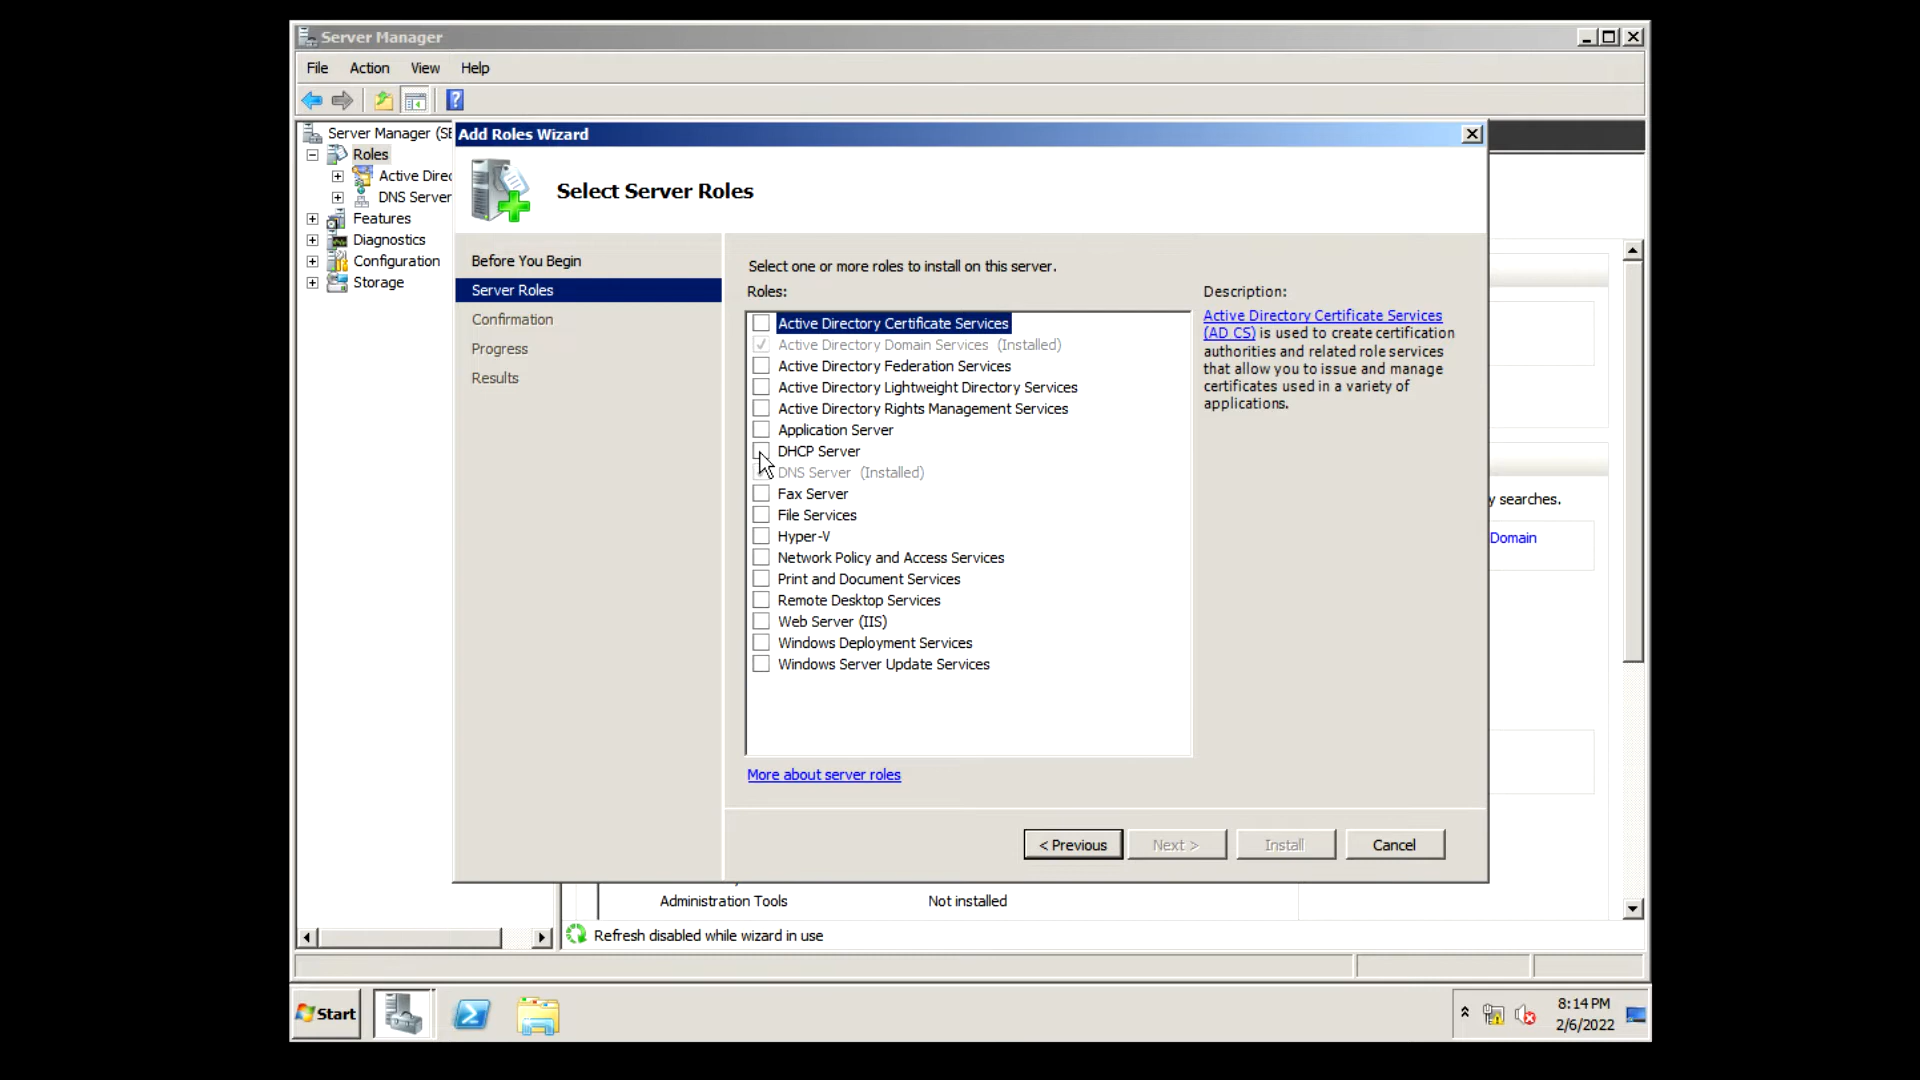 Server Manager
File Action View Help
Server Manager (SE
Roles
Active Direc
DNS Server
Features
Diagnostics
Configuration
Storage
Add Roles Wizard
Select Server Roles
Before You Begin
Server Roles
Confirmation
Progress
Results
Select one or more roles to install on this server.
Roles:
Active Directory Certificate Services
Active Directory Domain Services (Installed)
Active Directory Federation Services
Active Directory Lightweight Directory Services
Active Directory Rights Management Services
Application Server
DHCP Server
DNS Server (Installed)
Fax Server
File Services
Hyper-V
Network Policy and Access Services
Print and Document Services
Remote Desktop Services
Web Server (IIS)
Windows Deployment Services
Windows Server Update Services
More about server roles
Description:
Active Directory Certificate Services
(AD CS) is used to create certification
authorities and related role services
that allow you to issue and manage
certificates used in a variety of
applications.
y searches.
Domain
< Previous Next > Install Cancel
Administration Tools Not installed
Refresh disabled while wizard in use
Start
8:14 PM
2/6/2022